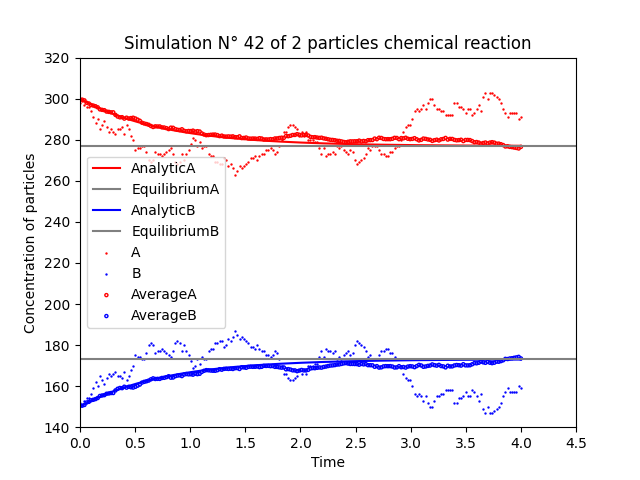 Simulation N° 42 of 2 particles chemical reaction
Concentration of particles
320
300
280
260
240
220
200
180
160
140
AnalyticA
EquilibriumA
AnalyticB
EquilibriumB
A
B
AverageA
AverageB
0.0 0.5 1.0 1.5 2.0 2.5 3.0 3.5 4.0 4.5
Time